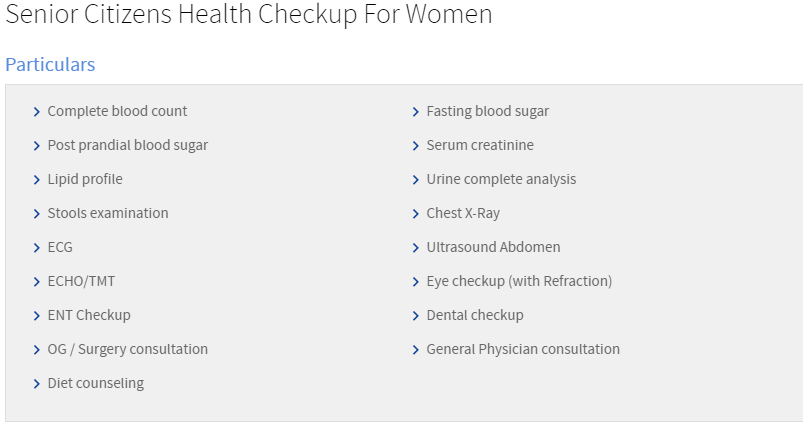 Senior Citizens Health Checkup For Women
Particulars
Complete blood count
Fasting blood sugar
Post prandial blood sugar
Serum creatinine
Lipid profile
Urine complete analysis
Stools examination
Chest X-Ray
ECG
Ultrasound Abdomen
ECHO/TMT
Eye checkup (with Refraction)
ENT Checkup
Dental checkup
OG / Surgery consultation
General Physician consultation
Diet counseling